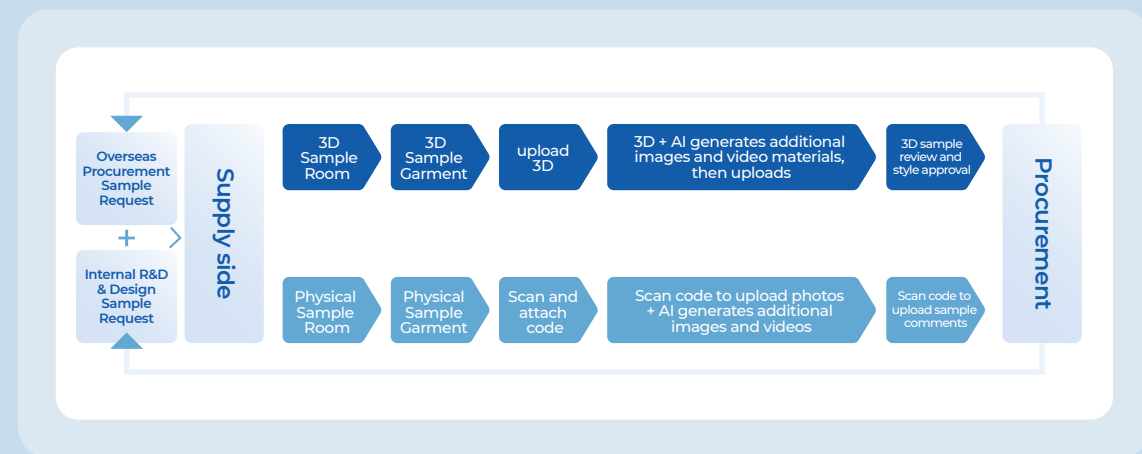 Overseas
Procurement
Sample
Request
+
Internal R&D
& Design
Sample
Request
Supply side
3D
Sample
Room
3D
Sample
Garment
upload
3D
3D + AI generates additional
images and video materials,
then uploads
3D sample
review and
style approval
Physical
Sample
Room
Physical
Sample
Garment
Scan and
attach
code
Scan code to upload photos
+ AI generates additional
images and videos
Scan code to
upload sample
comments
Procurement